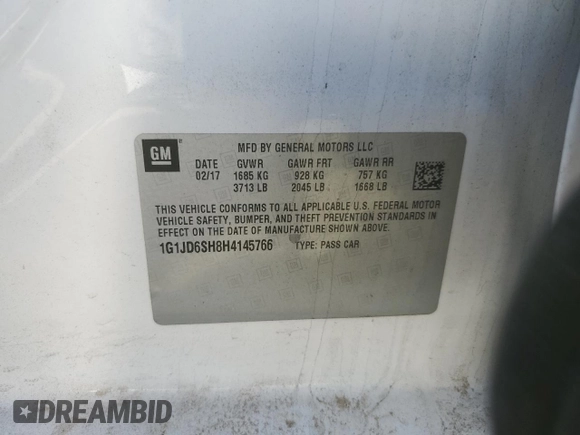 GM
MFD BY GENERAL MOTORS LLC
DATE GVWR GAWR FRT GAWR RR
02/17 1685 KG 928 KG 757 KG
3713 LB 2045 LB 1668 LB
THIS VEHICLE CONFORMS TO ALL APPLICABLE U.S. FEDERAL MOTOR
VEHICLE SAFETY, BUMPER, AND THEFT PREVENTION STANDARDS IN
EFFECT ON THE DATE OF MANUFACTURE SHOWN ABOVE.
1G1JD6SH8H4145766 TYPE: PASS CAR
DREAMBID